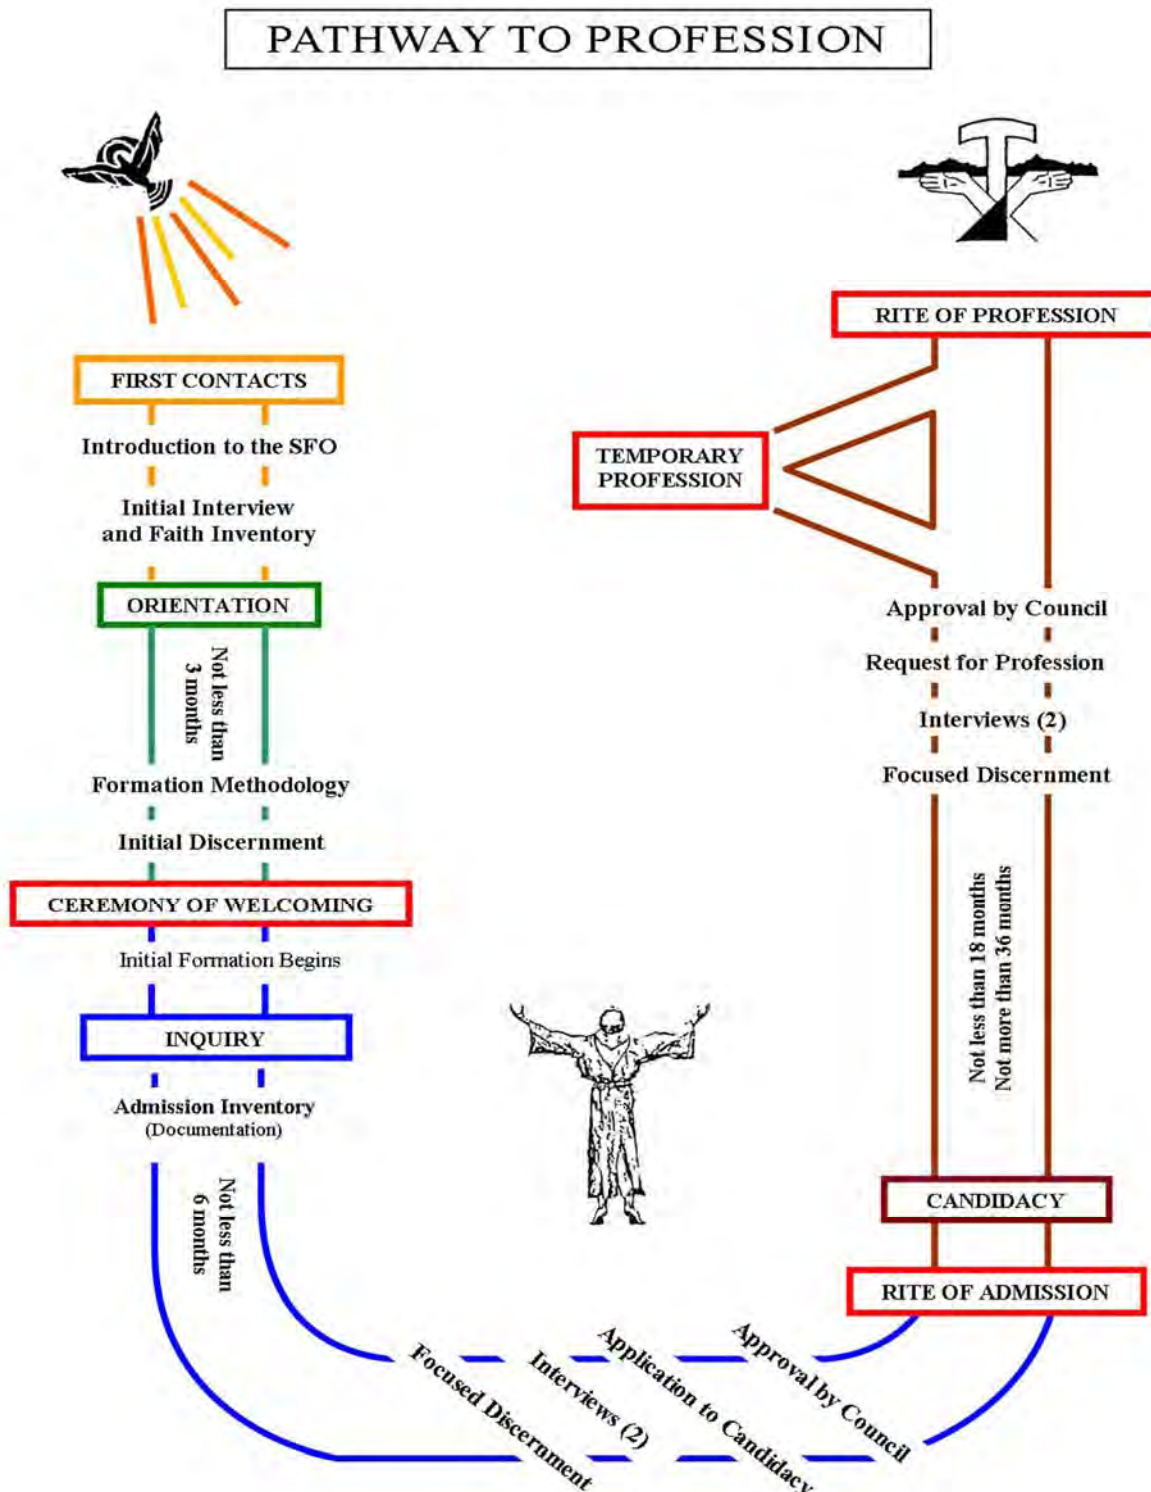 PATHWAY TO PROFESSION
FIRST CONTACTS
Introduction to the SFO
Initial Interview
and Faith Inventory
ORIENTATION
Not less than
3 months
Formation Methodology
Initial Discernment
CEREMONY OF WELCOMING
Initial Formation Begins
INQUIRY
Admission Inventory
(Documentation)
Not less than
6 months
Focused Discernment
Interviews (2)
Application to Candidacy
Approval by Council
RITE OF ADMISSION
CANDIDACY
Not less than 18 months
Not more than 36 months
Focused Discernment
Interviews (2)
Request for Profession
Approval by Council
TEMPORARY
PROFESSION
RITE OF PROFESSION